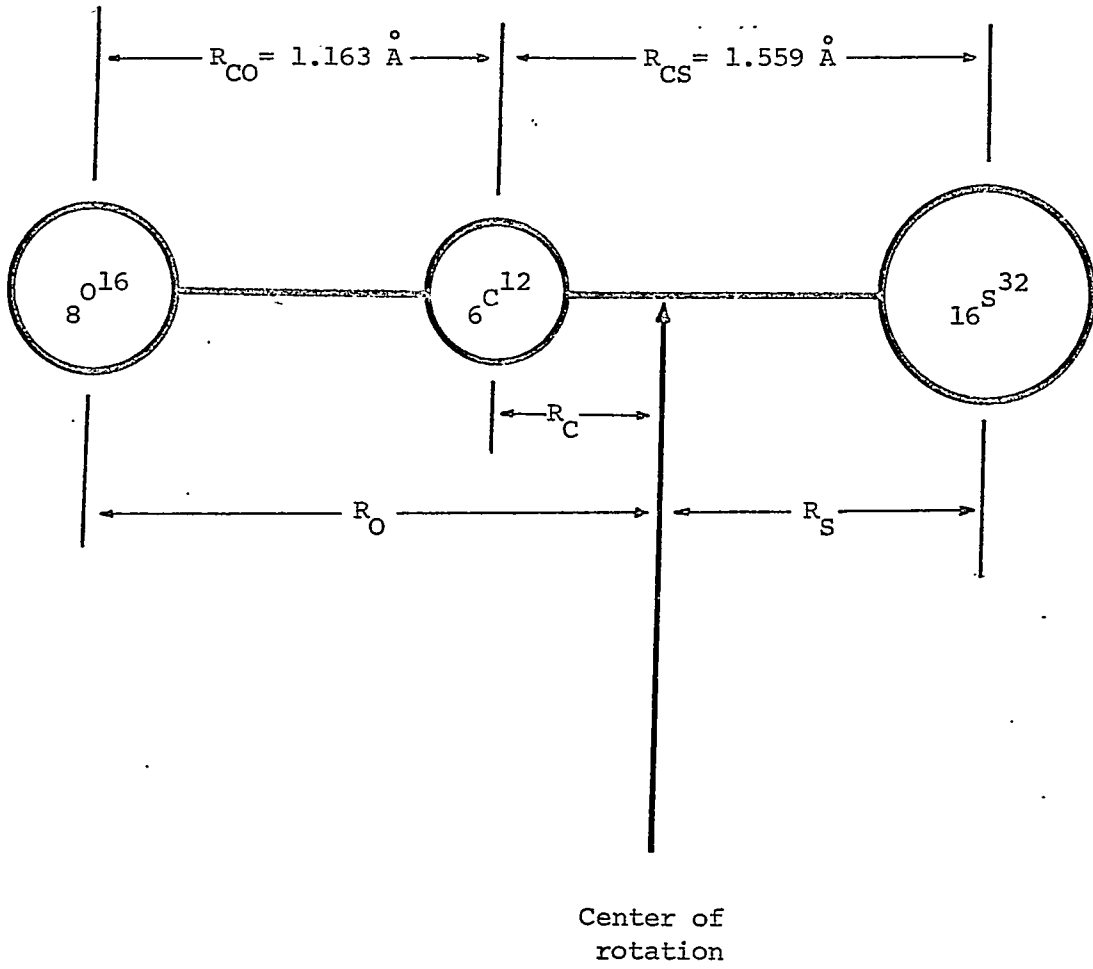 R_CO = 1.163 Å
R_CS = 1.559 Å
₈O¹⁶
₆C¹²
₁₆S³²
R_C
R_O
R_S
Center of
rotation